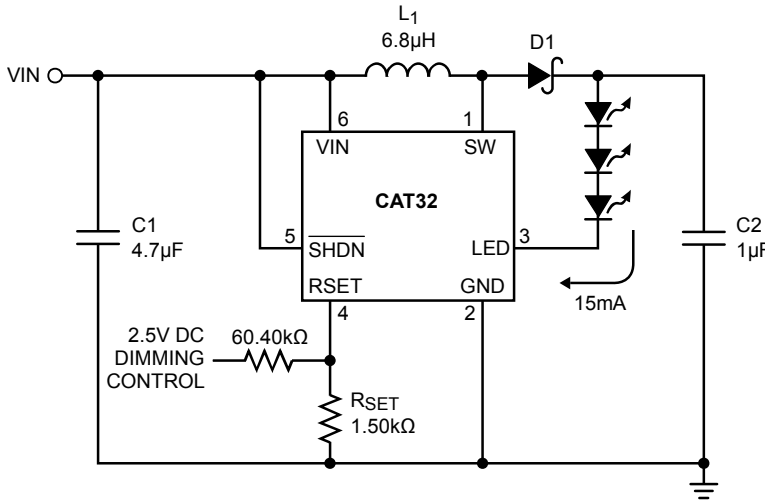 L1
6.8µH
D1
VIN
6
1
VIN
SW
CAT32
C1
4.7µF
5
SHDN
LED
3
C2
1µF
RSET
GND
4
2
15mA
2.5V DC
DIMMING
CONTROL
60.40kΩ
RSET
1.50kΩ